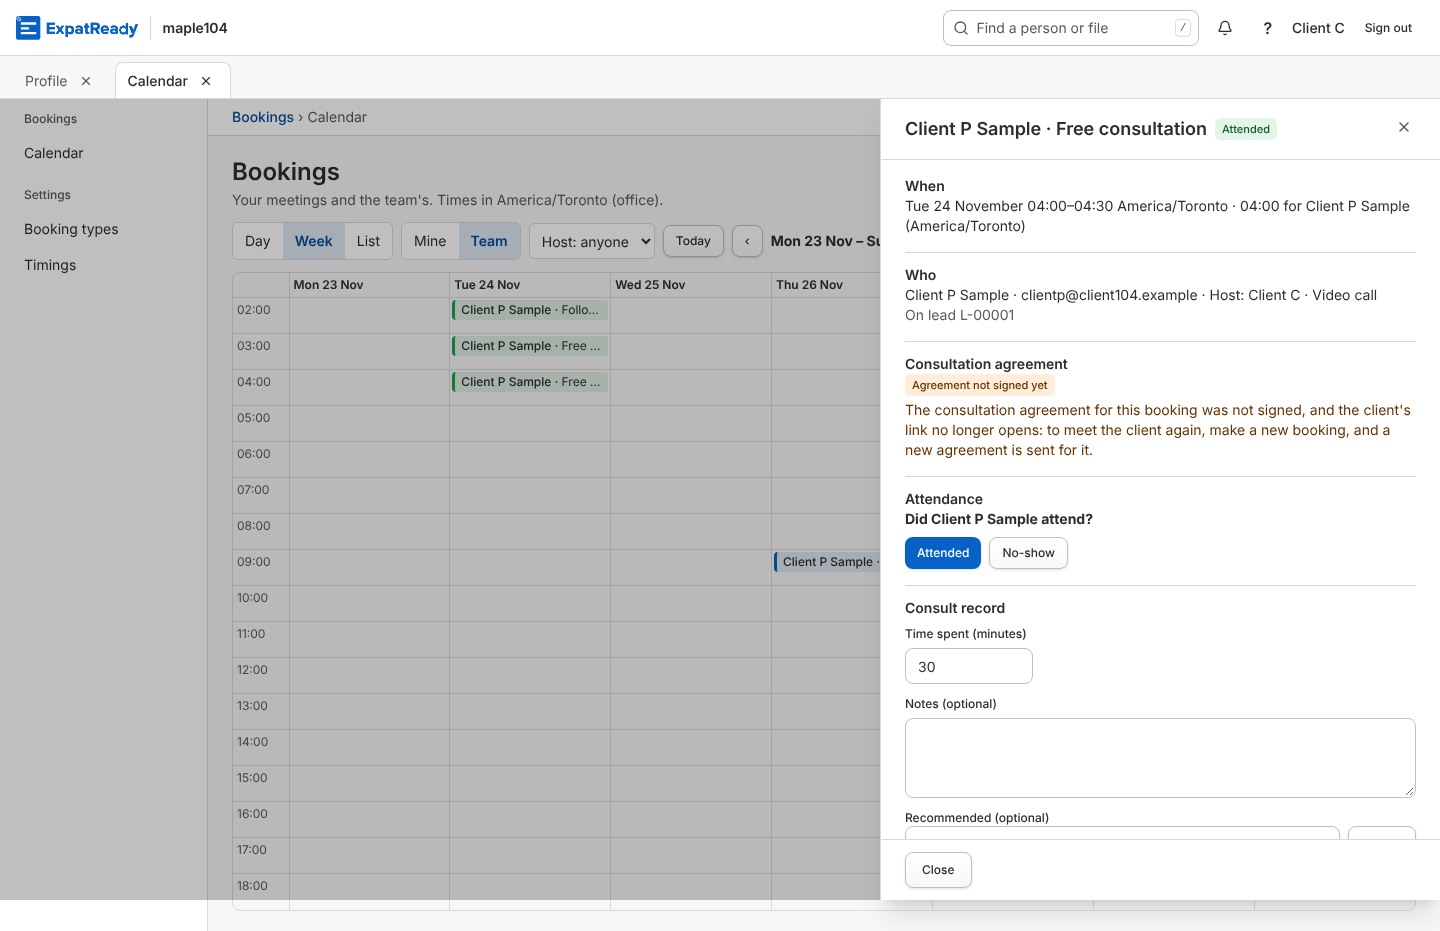 ExpatReady
maple104
Find a person or file
/
?
Client C
Sign out
Profile
Calendar
Bookings
Calendar
Settings
Booking types
Timings
Bookings › Calendar
Bookings
Your meetings and the team's. Times in America/Toronto (office).
Day
Week
List
Mine
Team
Host: anyone
Today
‹
Mon 23 Nov – Su
Mon 23 Nov
Tue 24 Nov
Wed 25 Nov
Thu 26 Nov
02:00
Client P Sample · Follo...
03:00
Client P Sample · Free ...
04:00
Client P Sample · Free ...
05:00
06:00
07:00
08:00
09:00
Client P Sample ·
10:00
11:00
12:00
13:00
14:00
15:00
16:00
17:00
18:00
Client P Sample · Free consultation
Attended
When
Tue 24 November 04:00–04:30 America/Toronto · 04:00 for Client P Sample
(America/Toronto)
Who
Client P Sample · clientp@client104.example · Host: Client C · Video call
On lead L-00001
Consultation agreement
Agreement not signed yet
The consultation agreement for this booking was not signed, and the client's
link no longer opens: to meet the client again, make a new booking, and a
new agreement is sent for it.
Attendance
Did Client P Sample attend?
Attended
No-show
Consult record
Time spent (minutes)
30
Notes (optional)
Recommended (optional)
Close